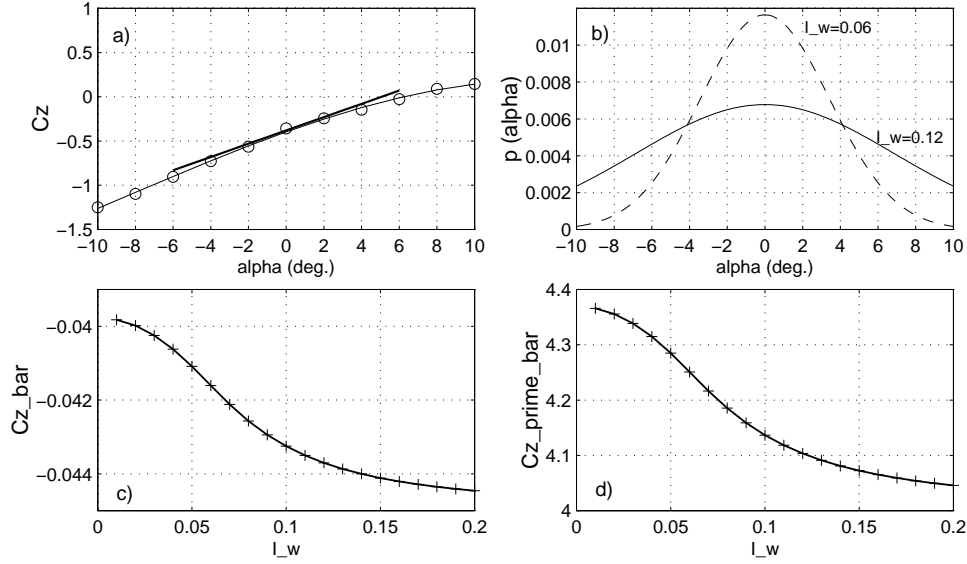 a)
1
0.5
0
−0.5
−1
−1.5
Cz
−10 −8 −6 −4 −2 0 2 4 6 8 10
alpha (deg.)
b)
I_w=0.06
I_w=0.12
0.01
0.008
0.006
0.004
0.002
0
p (alpha)
−10 −8 −6 −4 −2 0 2 4 6 8 10
alpha (deg.)
−0.04
−0.042
−0.044
Cz_bar
c)
0 0.05 0.1 0.15 0.2
I_w
4.4
4.3
4.2
4.1
4
Cz_prime_bar
d)
0 0.05 0.1 0.15 0.2
I_w